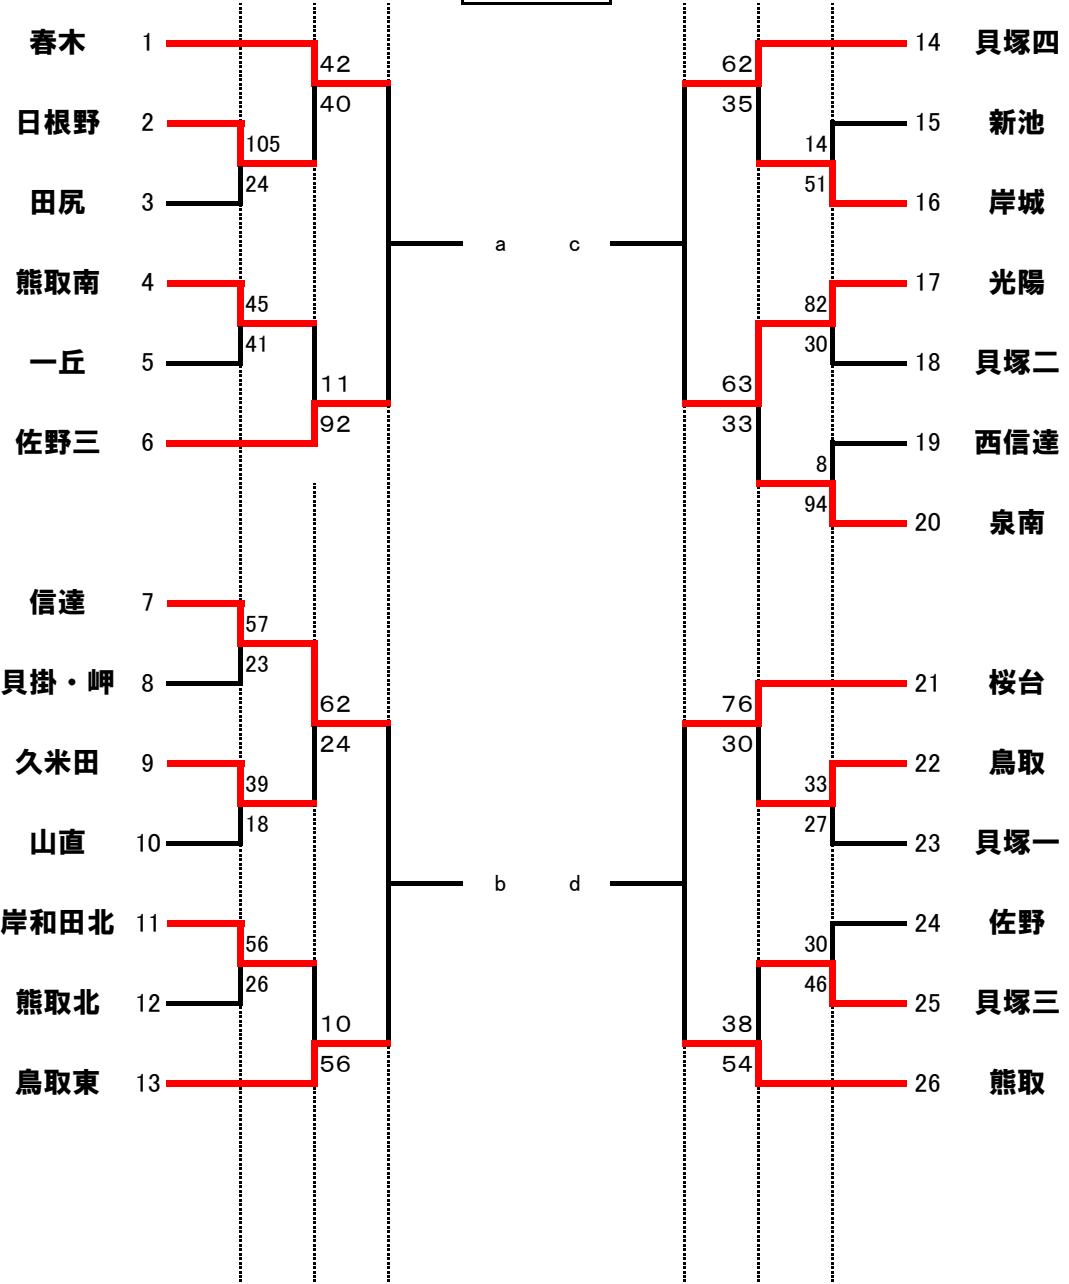 春木 1
42
40
日根野 2
105
24
田尻 3
熊取南 4
45
41
一丘 5
11
92
佐野三 6
信達 7
57
23
貝掛・岬 8
62
24
久米田 9
39
18
山直 10
岸和田北 11
56
26
熊取北 12
10
56
鳥取東 13
a c
b d
14 貝塚四
62
35
15 新池
14
51
16 岸城
17 光陽
82
30
18 貝塚二
63
33
19 西信達
8
94
20 泉南
21 桜台
76
30
22 鳥取
33
27
23 貝塚一
24 佐野
30
46
25 貝塚三
38
54
26 熊取